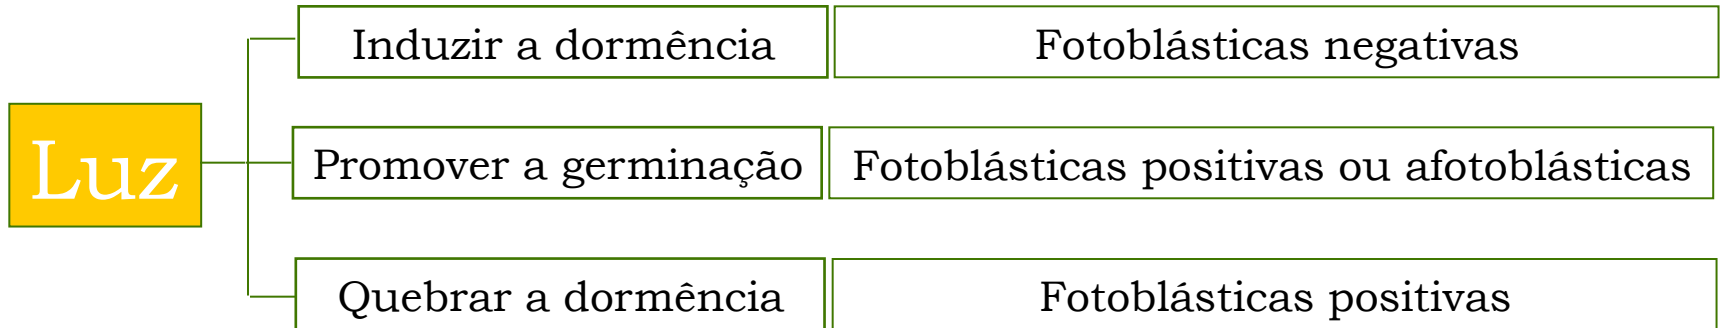 Induzir a dormência
Fotoblásticas negativas
Luz
Promover a germinação
Fotoblásticas positivas ou afotoblásticas
Quebrar a dormência
Fotoblásticas positivas